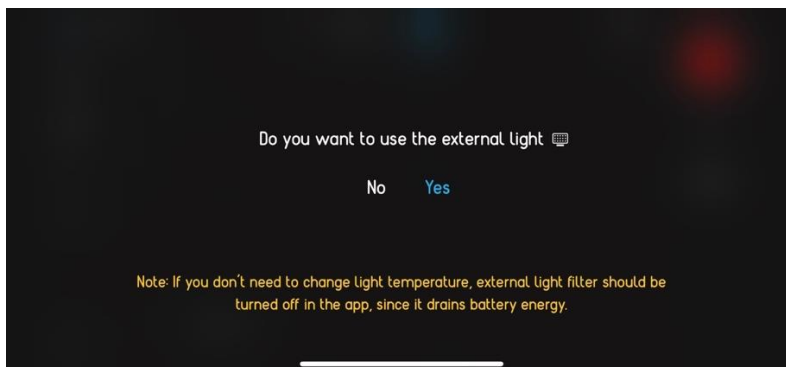 Do you want to use the external light
No Yes
Note: If you don't need to change light temperature, external light filter should be
turned off in the app, since it drains battery energy.